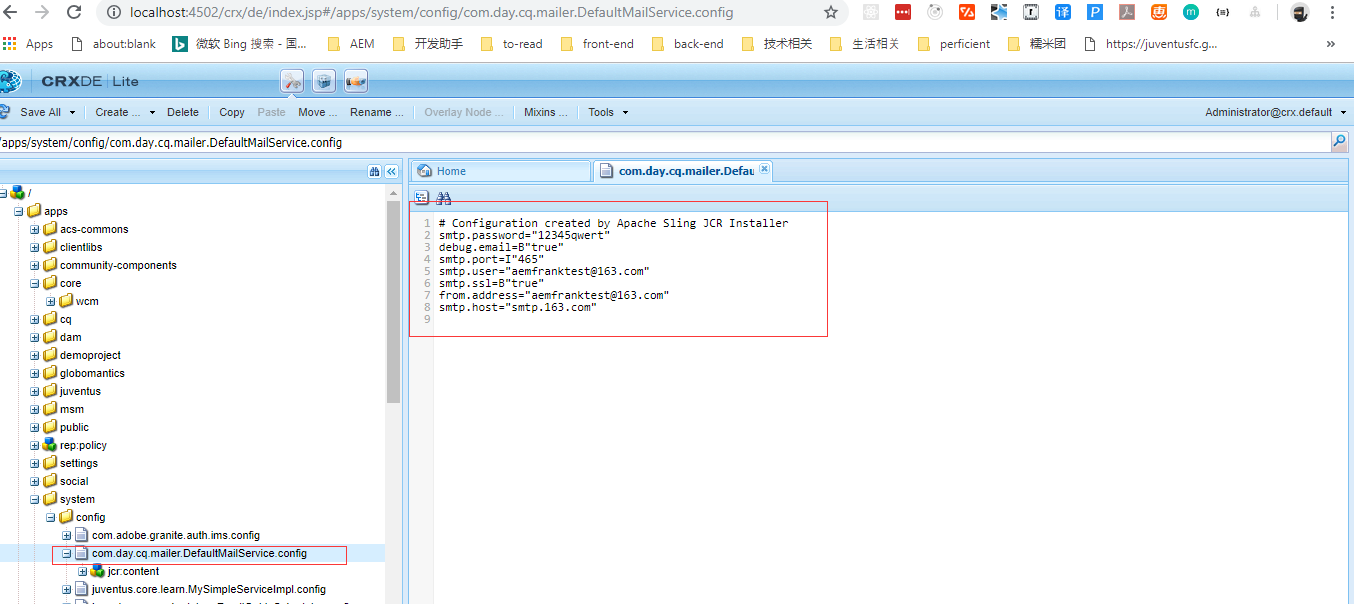 localhost:4502/crx/de/index.jsp#/apps/system/config/com.day.cq.mailer.DefaultMailService.config
Apps about:blank 微软 Bing 搜索 - 国... AEM 开发助手 to-read front-end back-end 技术相关 生活相关 perficient 糯米团 https://juventusfc.g... »
CRXDE | Lite
Save All Create ... Delete Copy Paste Move ... Rename ... Overlay Node ... Mixins ... Tools Administrator@crx.default
/apps/system/config/com.day.cq.mailer.DefaultMailService.config
Home com.day.cq.mailer.Defau
/
apps
acs-commons
clientlibs
community-components
core
wcm
cq
dam
demoproject
globomantics
juventus
msm
public
rep:policy
settings
social
system
config
com.adobe.granite.auth.ims.config
com.day.cq.mailer.DefaultMailService.config
jcr:content
juventus.core.learn.MySimpleServiceImpl.config
1 # Configuration created by Apache Sling JCR Installer
2 smtp.password="12345qwert"
3 debug.email=B"true"
4 smtp.port=I"465"
5 smtp.user="aemfranktest@163.com"
6 smtp.ssl=B"true"
7 from.address="aemfranktest@163.com"
8 smtp.host="smtp.163.com"
9